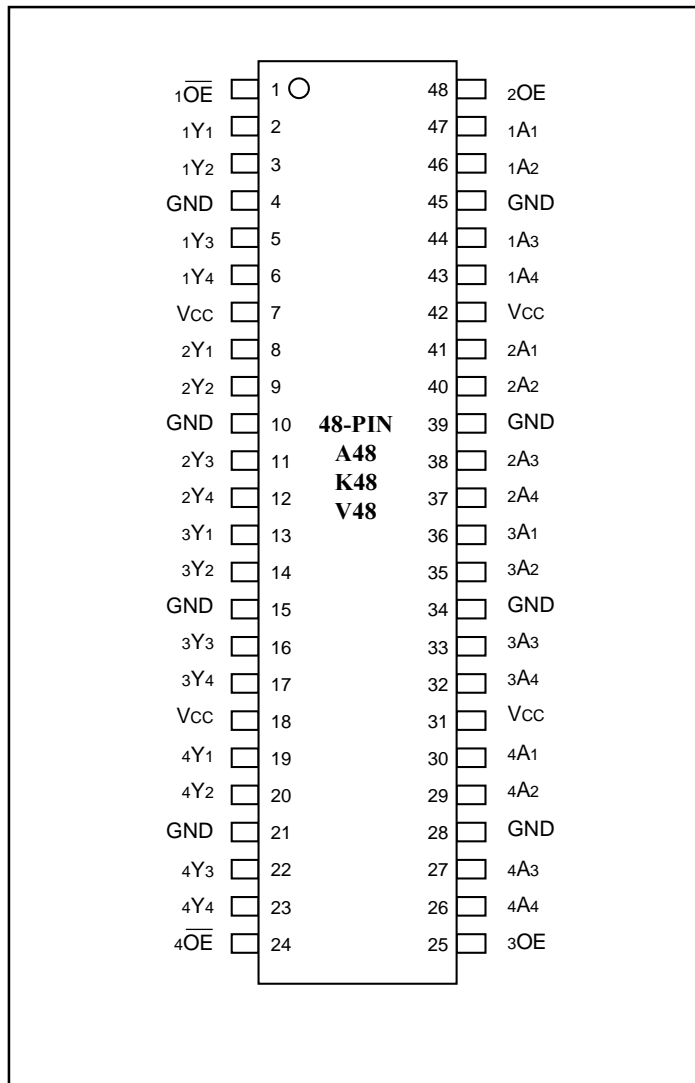 1OE 1 48 2OE
1Y1 2 47 1A1
1Y2 3 46 1A2
GND 4 45 GND
1Y3 5 44 1A3
1Y4 6 43 1A4
VCC 7 42 VCC
2Y1 8 41 2A1
2Y2 9 40 2A2
GND 10 48-PIN 39 GND
A48
2Y3 11 38 2A3
K48
2Y4 12 37 2A4
V48
3Y1 13 36 3A1
3Y2 14 35 3A2
GND 15 34 GND
3Y3 16 33 3A3
3Y4 17 32 3A4
VCC 18 31 VCC
4Y1 19 30 4A1
4Y2 20 29 4A2
GND 21 28 GND
4Y3 22 27 4A3
4Y4 23 26 4A4
4OE 24 25 3OE